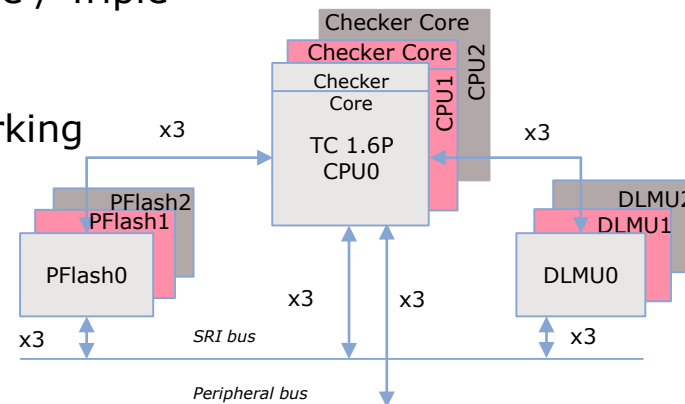 e / Triple
rking
Checker Core
Checker Core
Checker
Core
TC 1.6P
CPU0
CPU1
CPU2
x3
x3
PFlash2
PFlash1
PFlash0
DLMU2
DLMU1
DLMU0
x3
x3
x3
x3
SRI bus
Peripheral bus